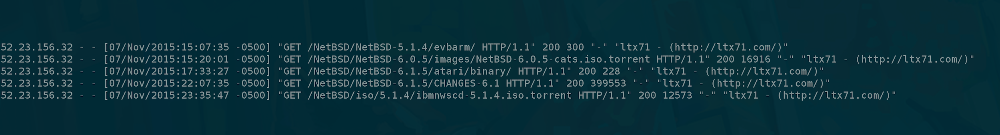 52.23.156.32 - - [07/Nov/2015:15:07:35 -0500] "GET /NetBSD/NetBSD-5.1.4/evbarm/ HTTP/1.1" 200 300 "-" "ltx71 - (http://ltx71.com/)"
52.23.156.32 - - [07/Nov/2015:15:20:01 -0500] "GET /NetBSD/NetBSD-6.0.5/images/NetBSD-6.0.5-cats.iso.torrent HTTP/1.1" 200 16916 "-" "ltx71 - (http://ltx71.com/)"
52.23.156.32 - - [07/Nov/2015:17:33:27 -0500] "GET /NetBSD/NetBSD-6.1.5/atari/binary/ HTTP/1.1" 200 228 "-" "ltx71 - (http://ltx71.com/)"
52.23.156.32 - - [07/Nov/2015:22:07:35 -0500] "GET /NetBSD/NetBSD-6.1.5/CHANGES-6.1 HTTP/1.1" 200 399553 "-" "ltx71 - (http://ltx71.com/)"
52.23.156.32 - - [07/Nov/2015:23:35:47 -0500] "GET /NetBSD/iso/5.1.4/ibmnwscd-5.1.4.iso.torrent HTTP/1.1" 200 12573 "-" "ltx71 - (http://ltx71.com/)"